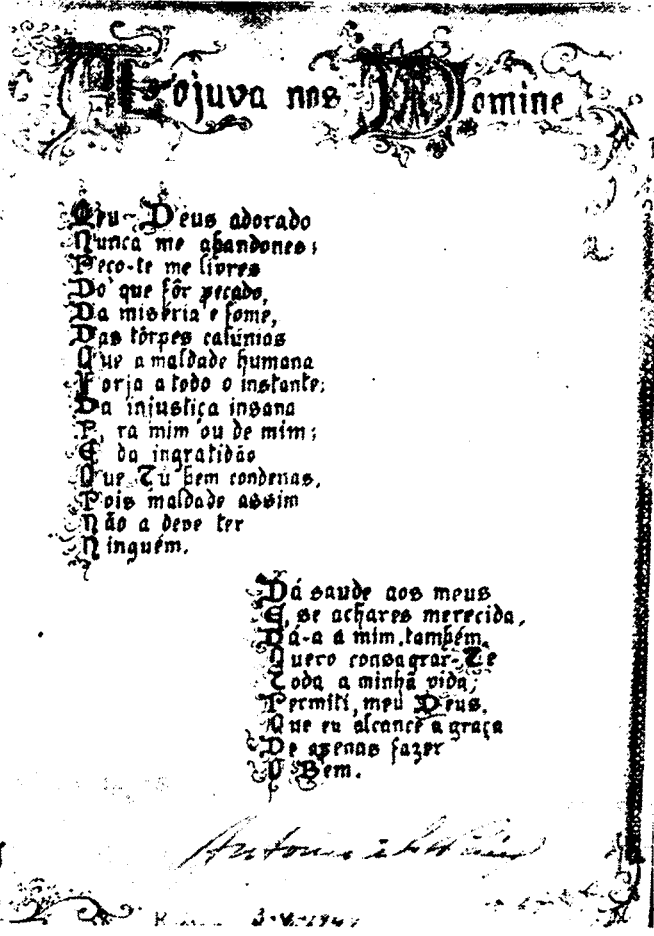 Adjuva nos Domine
Meu Deus adorado
Nunca me abandones;
Peço-te me livres
Do que fôr pecado,
Da miséria e fome,
Das tôrpes calúnias
Que a maldade humana
Forja a todo o instante;
Da injustiça insana
Pra mim ou de mim;
E da ingratidão
Que Tu bem condenas,
Pois maldade assim
Não a deve ter
Ninguém.
Dá saude aos meus
E, se achares merecida,
Dá-a a mim, também.
Quero consagrar-Te
Toda a minha vida;
Permiti, meu Deus,
Que eu alcance a graça
De apenas fazer
O Bem.